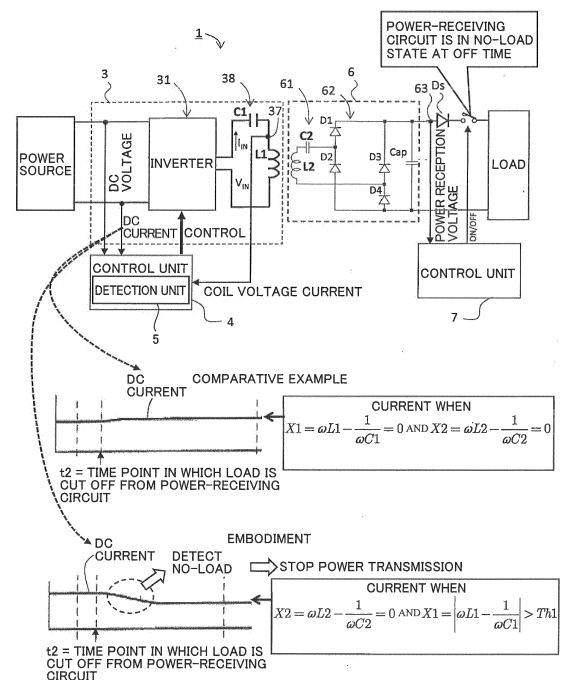 1
POWER-RECEIVING
CIRCUIT IS IN NO-LOAD
STATE AT OFF TIME
3
31
38
C1
37
61
62
6
63
Ds
POWER
SOURCE
DC
VOLTAGE
INVERTER
I_IN
V_IN
L1
C2
L2
D1
D2
D3
D4
Cap
POWER RECEPTION
VOLTAGE
ON/OFF
LOAD
DC
CURRENT
CONTROL
CONTROL UNIT
DETECTION UNIT
COIL VOLTAGE CURRENT
5
4
CONTROL UNIT
7
DC
CURRENT
COMPARATIVE EXAMPLE
CURRENT WHEN
X1 = ωL1 − 1/ωC1 = 0 AND X2 = ωL2 − 1/ωC2 = 0
t2 = TIME POINT IN WHICH LOAD IS
CUT OFF FROM POWER-RECEIVING
CIRCUIT
EMBODIMENT
DC
CURRENT
DETECT
NO-LOAD
STOP POWER TRANSMISSION
CURRENT WHEN
X2 = ωL2 − 1/ωC2 = 0 AND X1 = |ωL1 − 1/ωC1| > Th1
t2 = TIME POINT IN WHICH LOAD IS
CUT OFF FROM POWER-RECEIVING
CIRCUIT